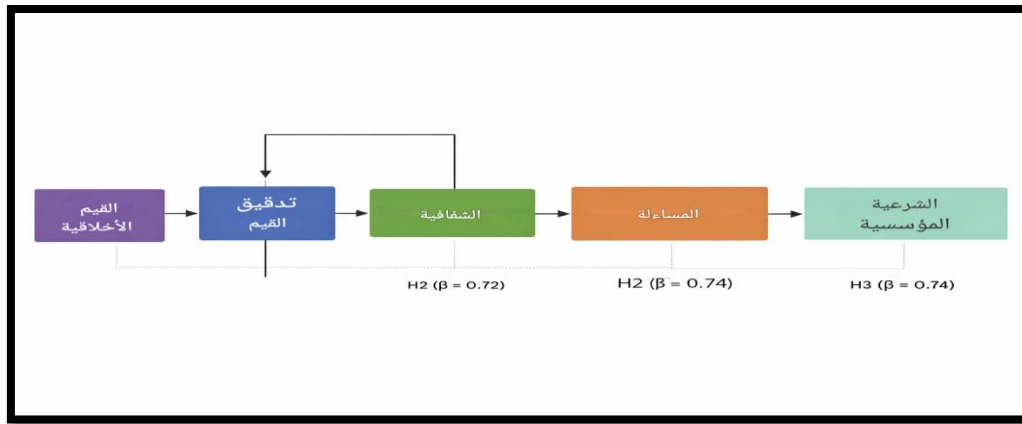 القيم
الأخلاقية
تدقيق
القيم
الشفافية
المساءلة
الشرعية
المؤسسية
H2 (β = 0.72)
H2 (β = 0.74)
H3 (β = 0.74)